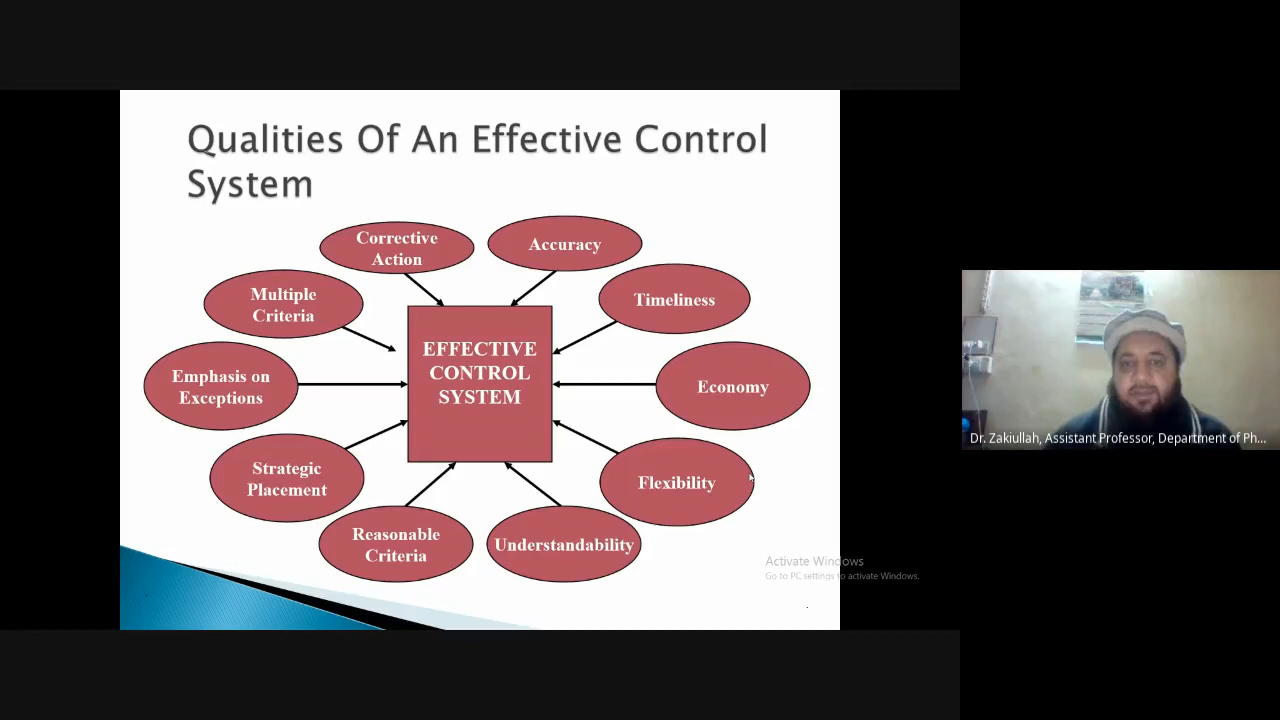 Qualities Of An Effective Control
System
Corrective
Action
Accuracy
Multiple
Criteria
Timeliness
EFFECTIVE
CONTROL
SYSTEM
Emphasis on
Exceptions
Economy
Strategic
Placement
Flexibility
Reasonable
Criteria
Understandability
Activate Windows
Go to PC settings to activate Windows.
Dr. Zakiullah, Assistant Professor, Department of Ph...